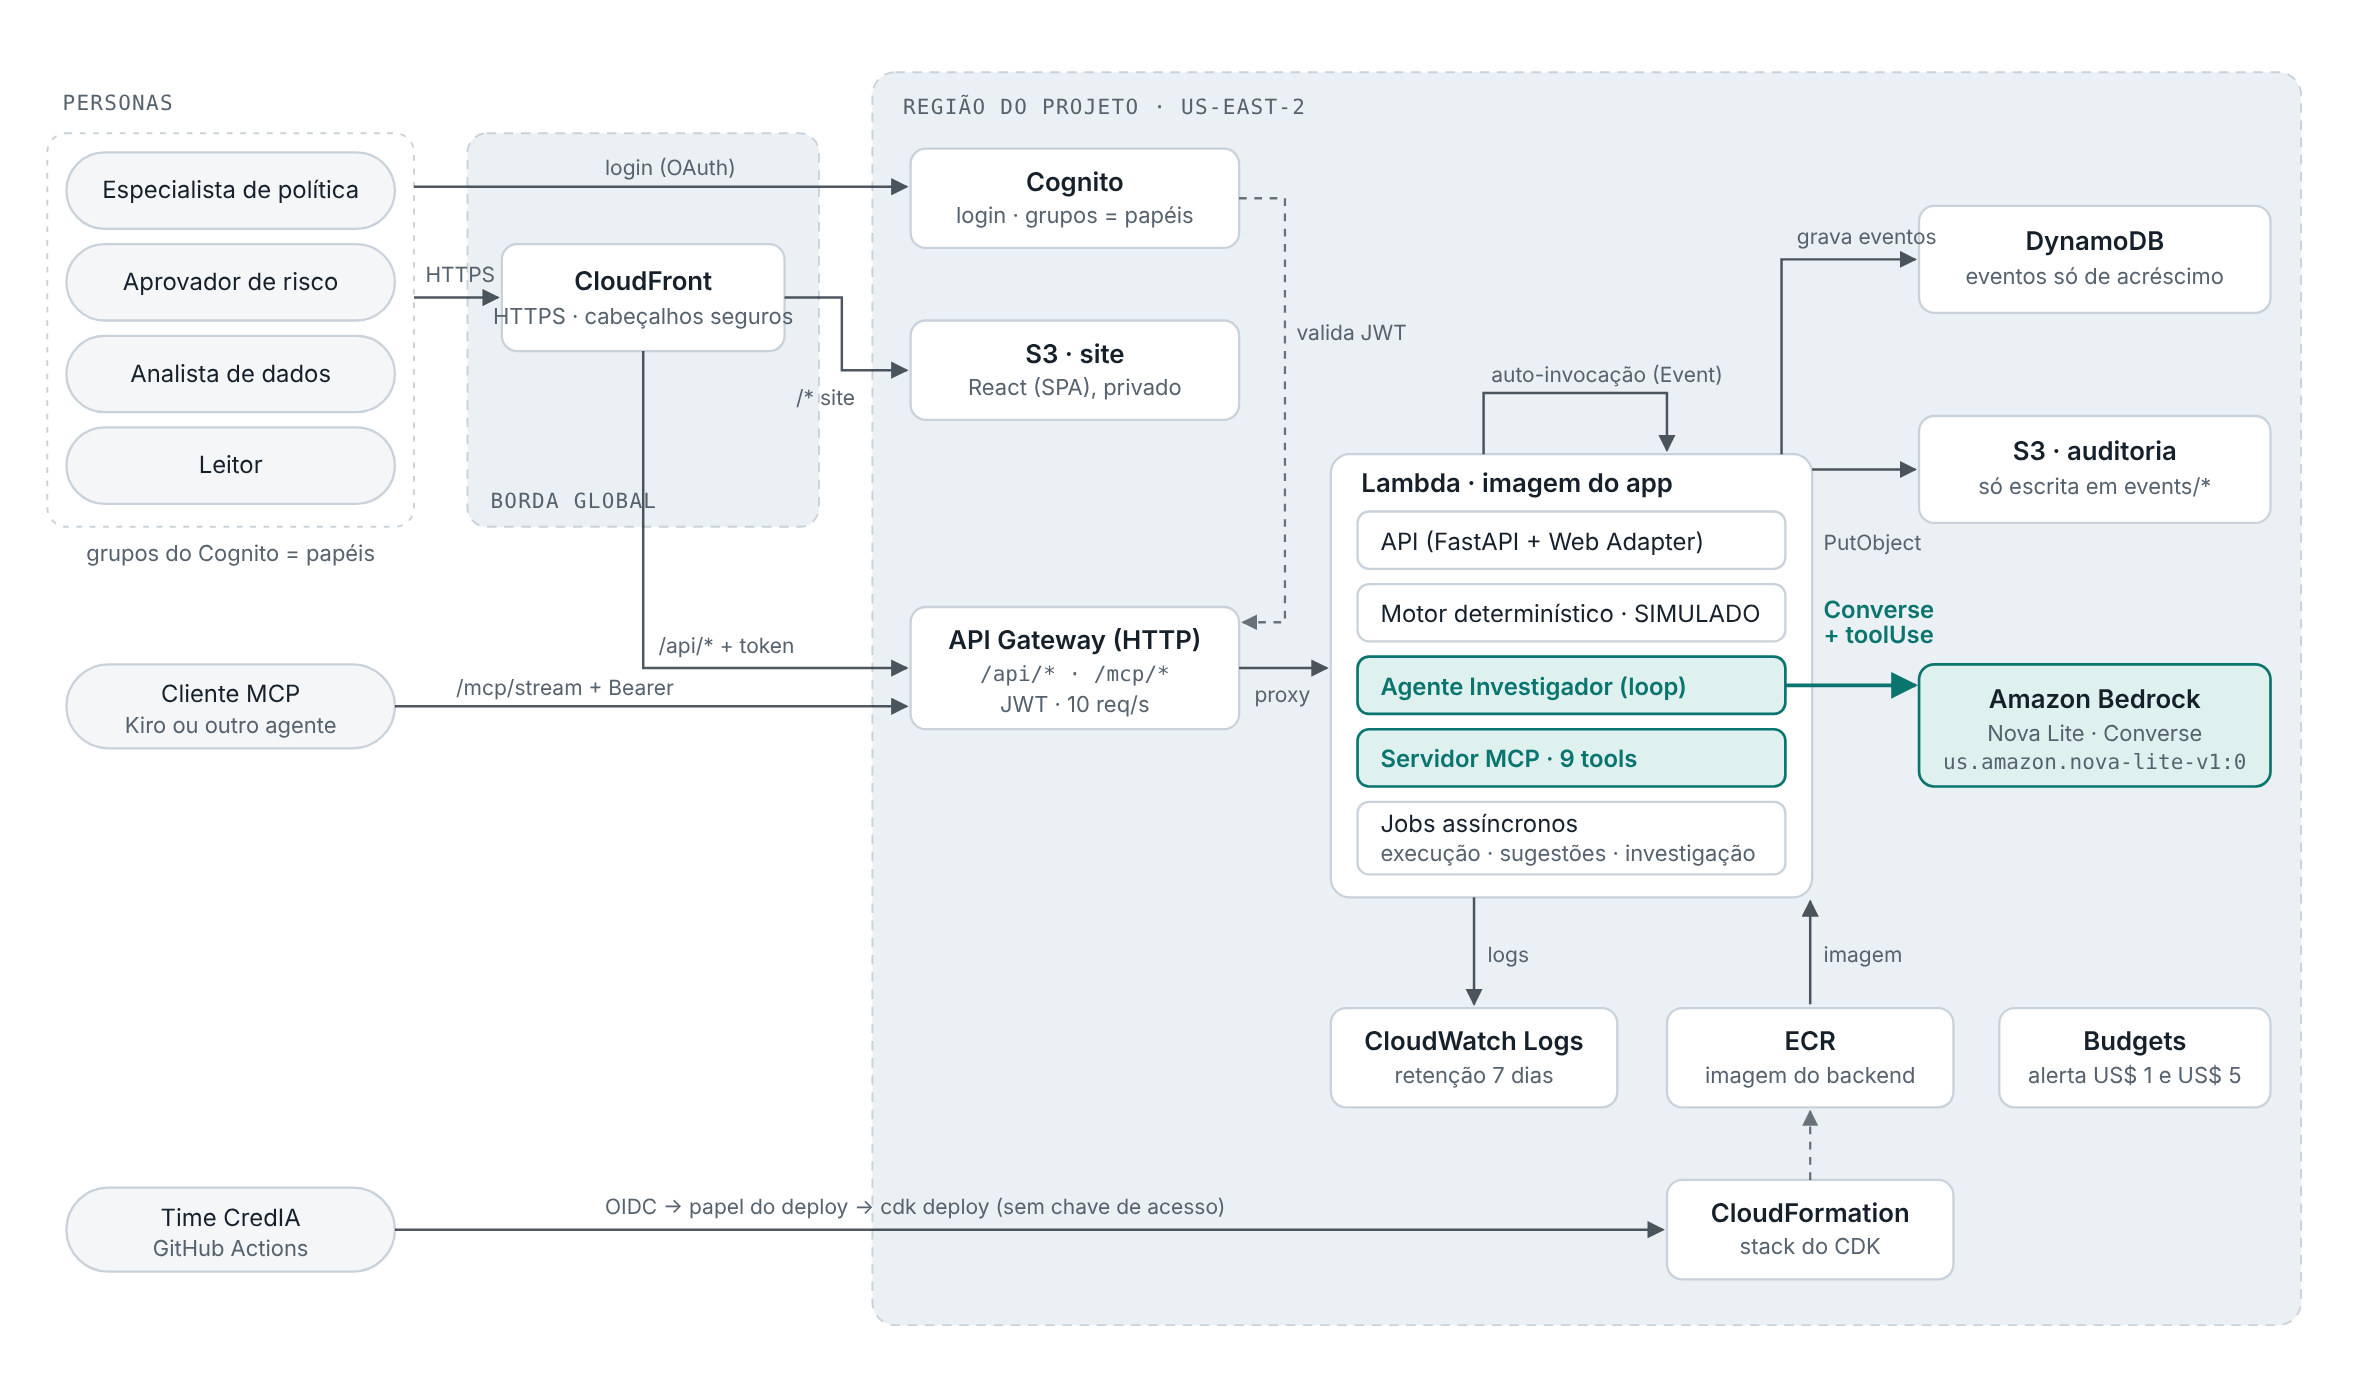 PERSONAS
Especialista de política
Aprovador de risco
Analista de dados
Leitor
grupos do Cognito = papéis
Cliente MCP
Kiro ou outro agente
Time CredIA
GitHub Actions
login (OAuth)
HTTPS
CloudFront
HTTPS · cabeçalhos seguros
/* site
BORDA GLOBAL
/api/* + token
/mcp/stream + Bearer
OIDC → papel do deploy → cdk deploy (sem chave de acesso)
REGIÃO DO PROJETO · US-EAST-2
Cognito
login · grupos = papéis
S3 · site
React (SPA), privado
valida JWT
API Gateway (HTTP)
/api/* · /mcp/*
JWT · 10 req/s
proxy
auto-invocação (Event)
Lambda · imagem do app
API (FastAPI + Web Adapter)
Motor determinístico · SIMULADO
Agente Investigador (loop)
Servidor MCP · 9 tools
Jobs assíncronos
execução · sugestões · investigação
grava eventos
DynamoDB
eventos só de acréscimo
S3 · auditoria
só escrita em events/*
PutObject
Converse
+ toolUse
Amazon Bedrock
Nova Lite · Converse
us.amazon.nova-lite-v1:0
logs
imagem
CloudWatch Logs
retenção 7 dias
ECR
imagem do backend
Budgets
alerta US$ 1 e US$ 5
CloudFormation
stack do CDK